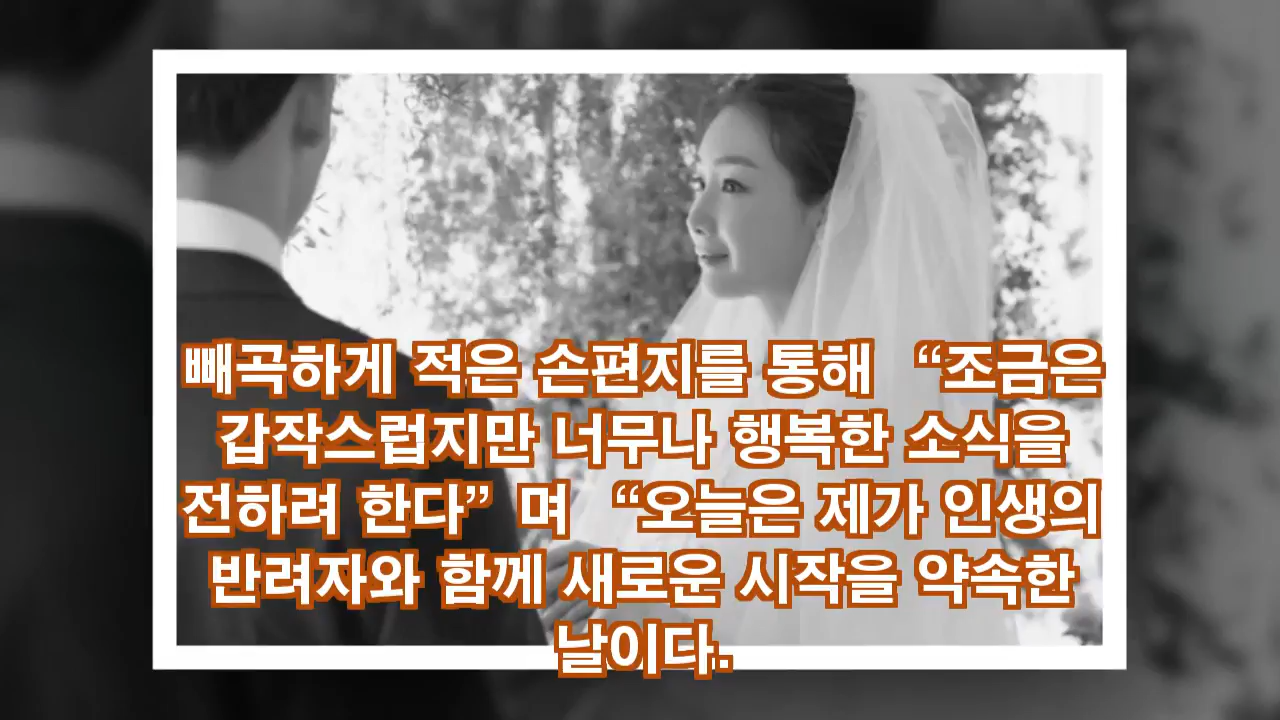 빼곡하게 적은 손편지를 통해 “조금은
갑작스럽지만 너무나 행복한 소식을
전하려 한다” 며 “오늘은 제가 인생의
반려자와 함께 새로운 시작을 약속한
날이다.